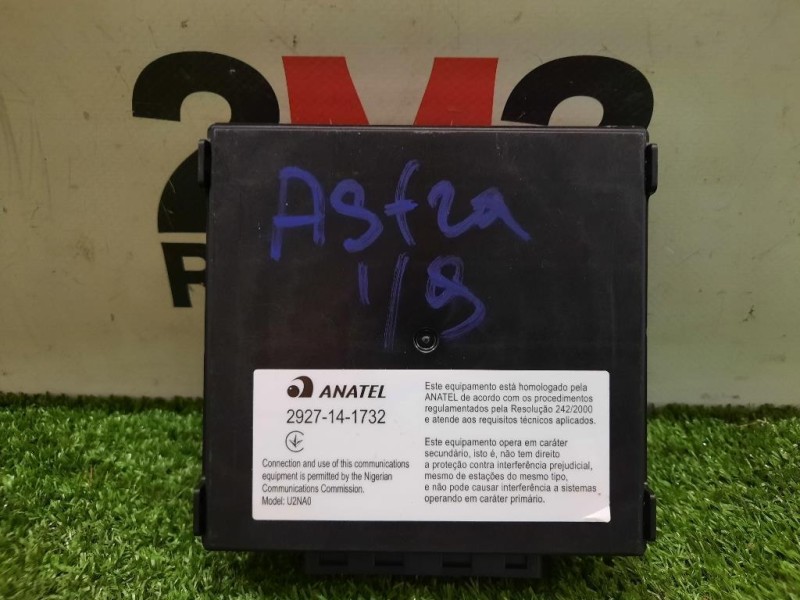 Astra
1/9
ANATEL
2927-14-1732
Connection and use of this communications
equipment is permitted by the Nigerian
Communications Commission.
Model: U2NA0
Este equipamento está homologado pela
ANATEL de acordo com os procedimentos
regulamentados pela Resolução 242/2000
e atende aos requisitos técnicos aplicados.
Este equipamento opera em caráter
secundário, isto é, não tem direito
a proteção contra interferência prejudicial,
mesmo de estações do mesmo tipo,
e não pode causar interferência a sistemas
operando em caráter primário.